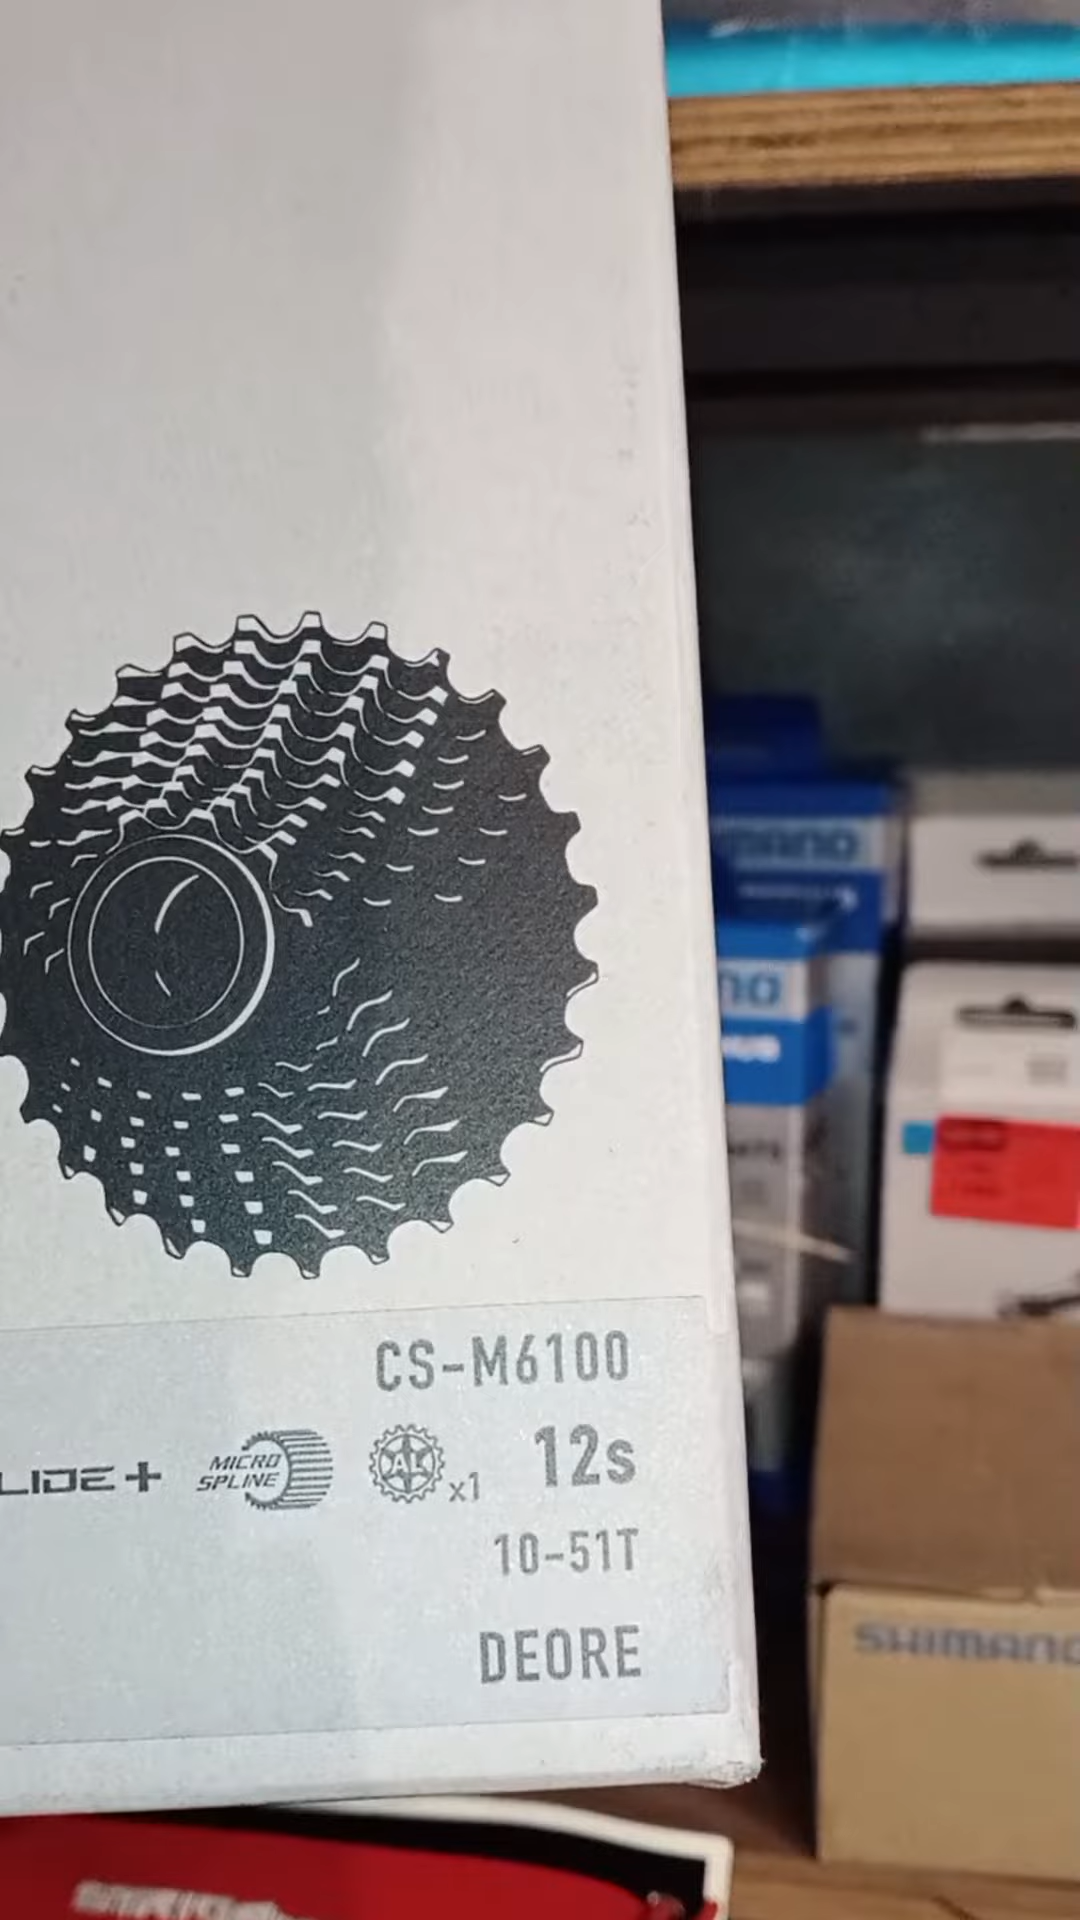 CS-M6100
LIDE+
MICRO
SPLINE
AL
x1
12s
10-51T
DEORE
SHIMANO